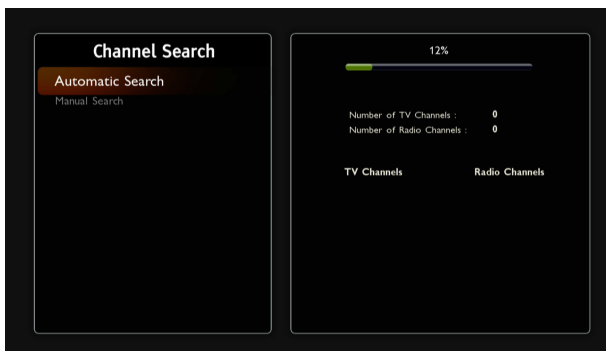 Channel Search
Automatic Search
Manual Search
12%
Number of TV Channels : 0
Number of Radio Channels : 0
TV Channels Radio Channels